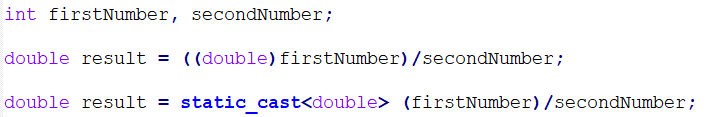 int firstNumber, secondNumber;
double result = ((double)firstNumber)/secondNumber;
double result = static_cast<double> (firstNumber)/secondNumber;